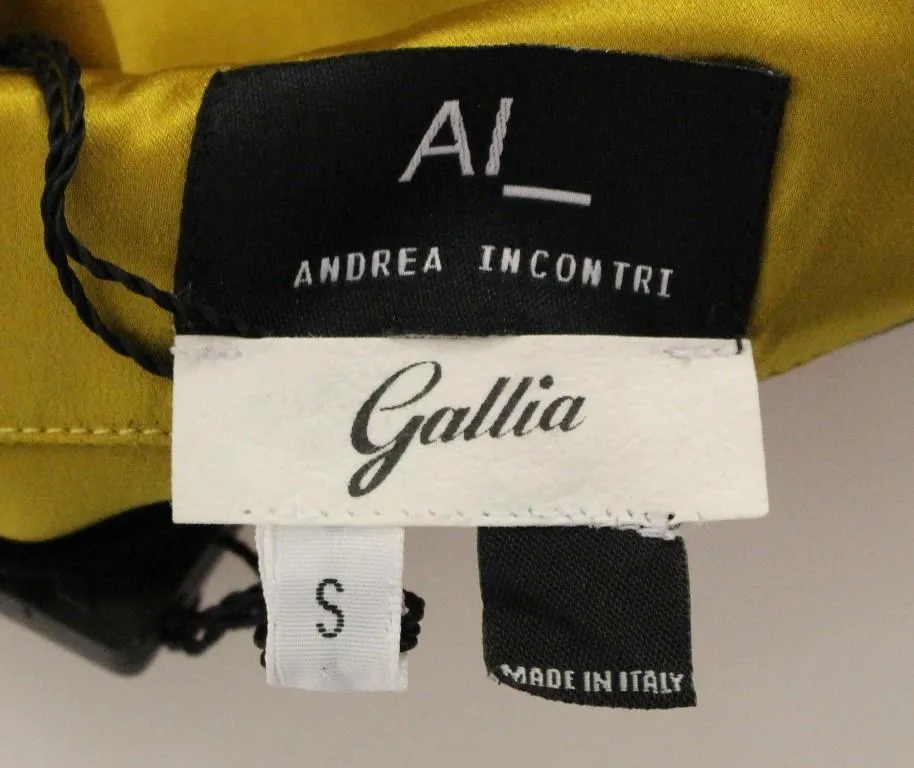 AI_
ANDREA INCONTRI
Gallia
S
MADE IN ITALY